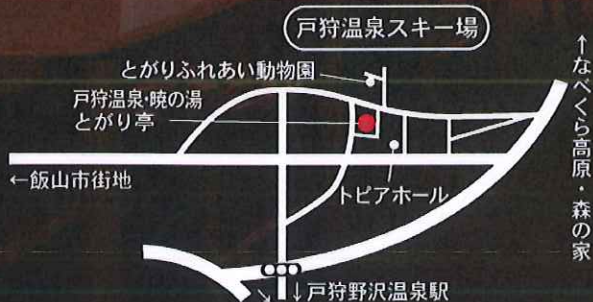 戸狩温泉スキー場
とがりふれあい動物園
戸狩温泉・暁の湯
とがり亭
←飯山市街地
トピアホール
↑なべくら高原・森の家
↓戸狩野沢温泉駅